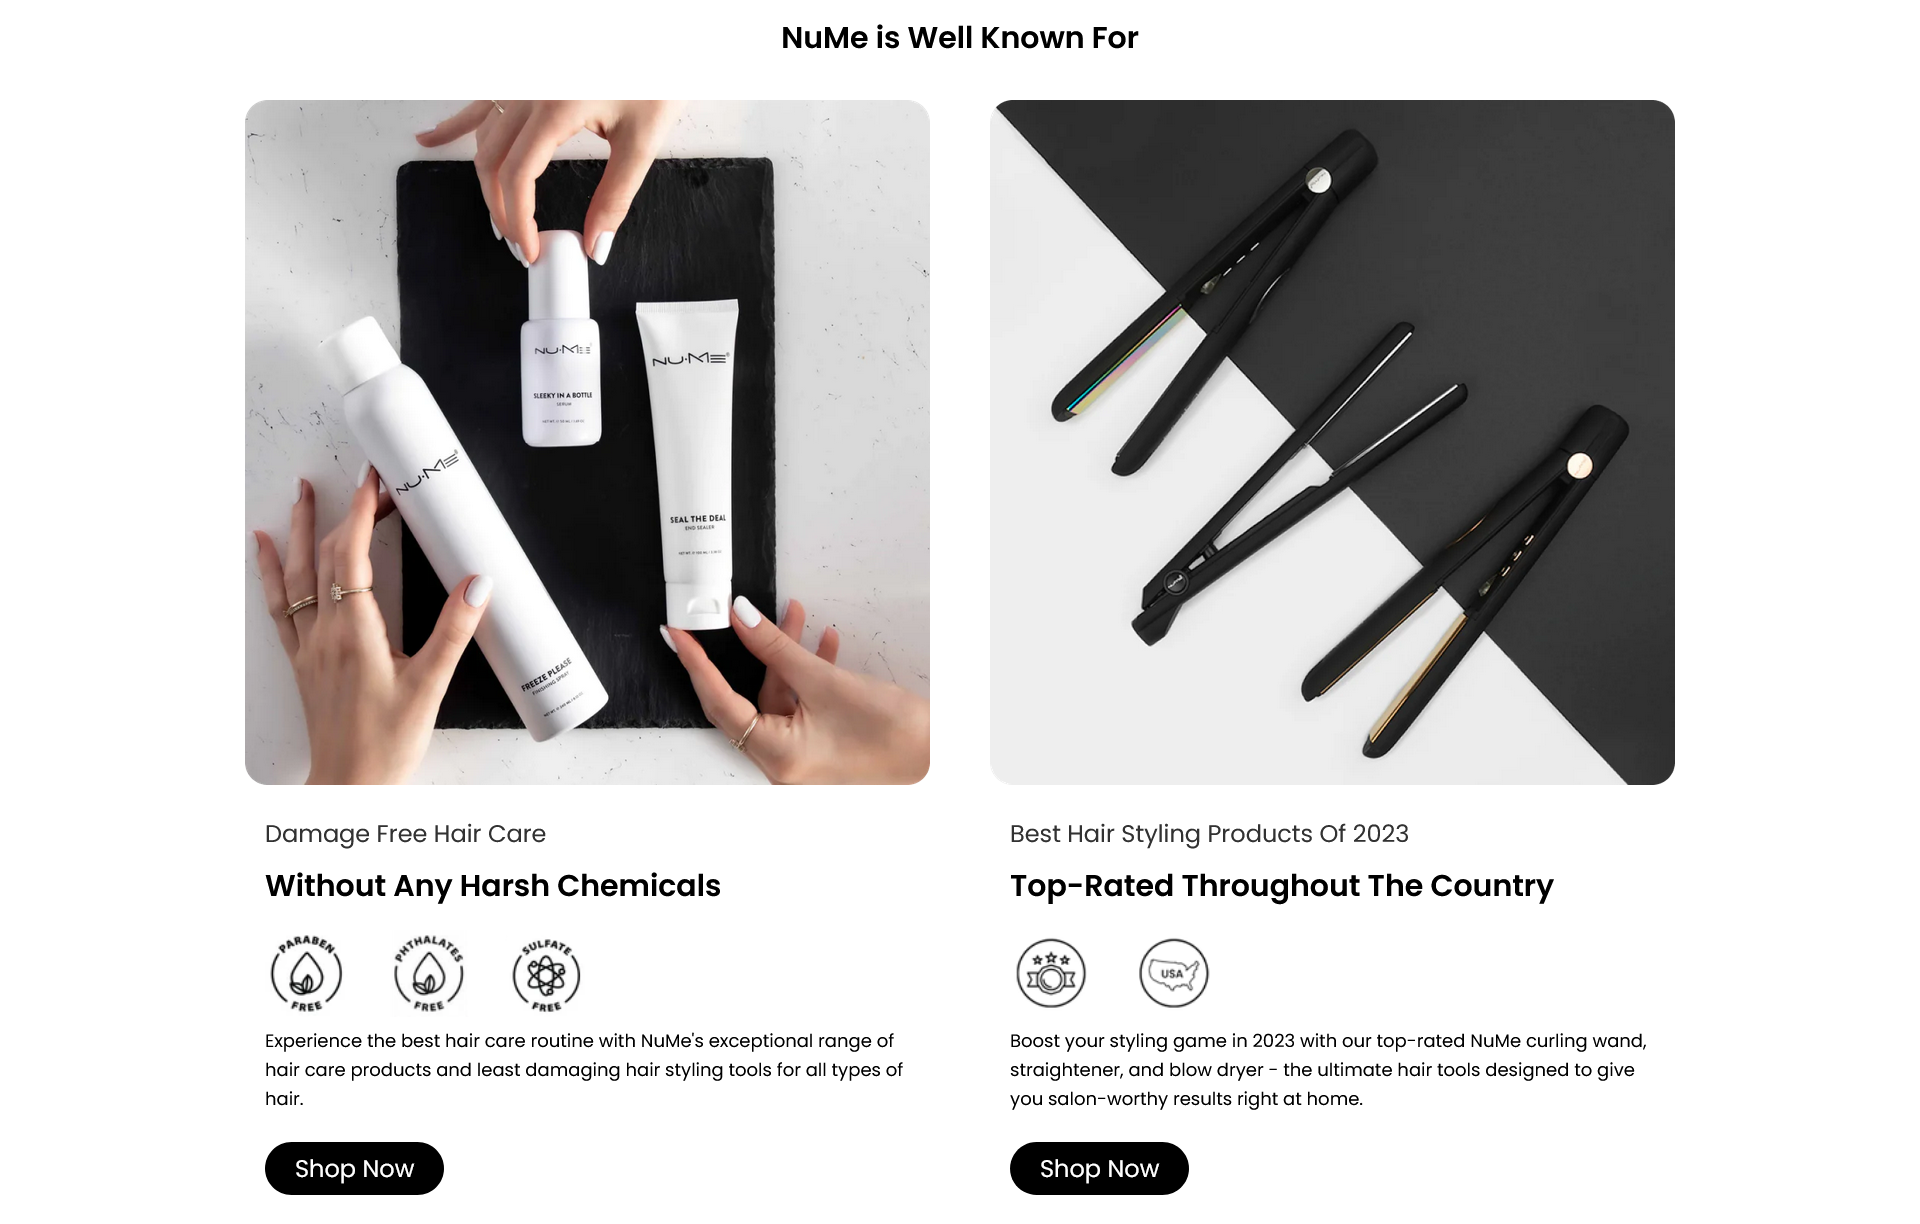 NuMe is Well Known For
NU·ME
SLEEKY IN A BOTTLE
SERUM
NU·ME
SEAL THE DEAL
END SEALER
NU·ME
FREEZE PLEASE
FINISHING SPRAY
Damage Free Hair Care
Without Any Harsh Chemicals
PARABEN
FREE
PHTHALATES
FREE
SULFATE
FREE
Experience the best hair care routine with NuMe's exceptional range of
hair care products and least damaging hair styling tools for all types of
hair.
Shop Now
Best Hair Styling Products Of 2023
Top-Rated Throughout The Country
USA
Boost your styling game in 2023 with our top-rated NuMe curling wand,
straightener, and blow dryer - the ultimate hair tools designed to give
you salon-worthy results right at home.
Shop Now